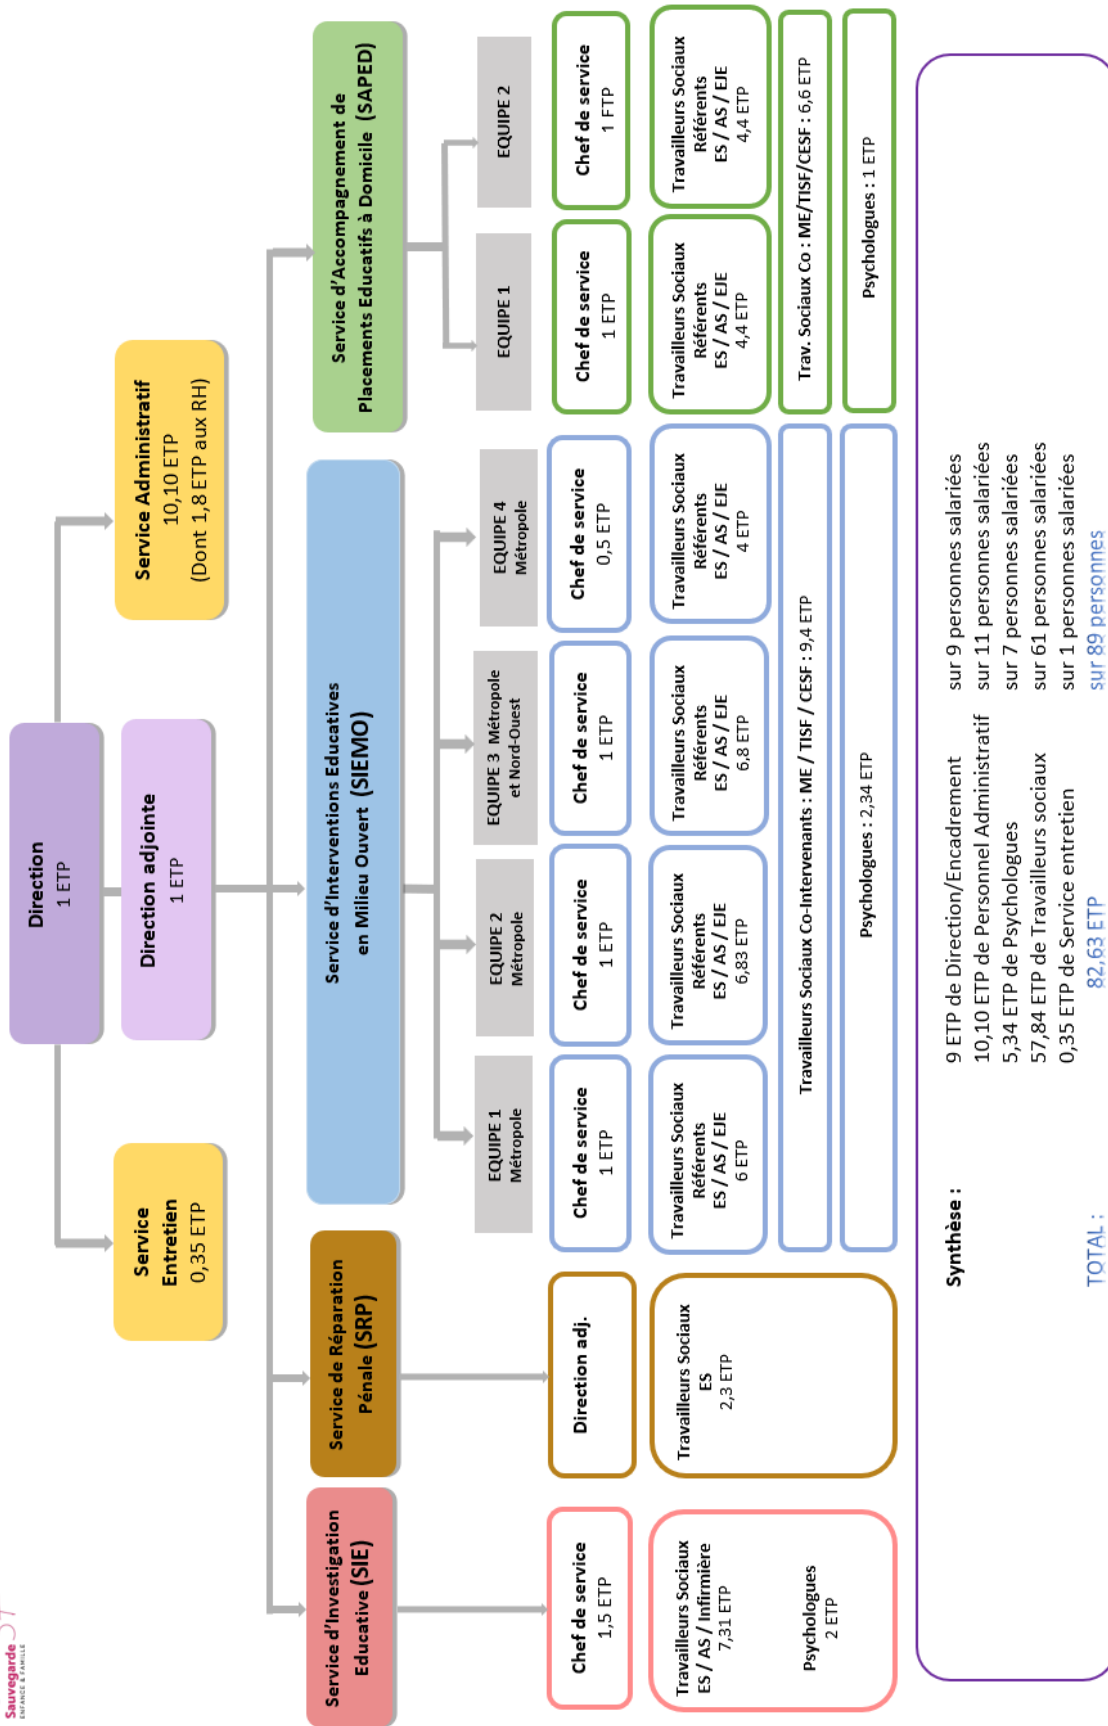 Sauvegarde
ENFANCE & FAMILLE
Direction
1 ETP
Direction adjointe
1 ETP
Service
Entretien
0,35 ETP
Service Administratif
10,10 ETP
(Dont 1,8 ETP aux RH)
Service d'Investigation
Educative (SIE)
Service de Réparation
Pénale (SRP)
Service d'Interventions Educatives
en Milieu Ouvert (SIEMO)
Service d'Accompagnement de
Placements Educatifs à Domicile (SAPED)
EQUIPE 1
Métropole
EQUIPE 2
Métropole
EQUIPE 3 Métropole
et Nord-Ouest
EQUIPE 4
Métropole
EQUIPE 1
EQUIPE 2
Chef de service
1,5 ETP
Direction adj.
Chef de service
1 ETP
Chef de service
1 ETP
Chef de service
1 ETP
Chef de service
0,5 ETP
Chef de service
1 ETP
Chef de service
1 FTP
Travailleurs Sociaux
ES / AS / Infirmière
7,31 ETP
Psychologues
2 ETP
Travailleurs Sociaux
ES
2,3 ETP
Travailleurs Sociaux
Référents
ES / AS / EJE
6 ETP
Travailleurs Sociaux
Référents
ES / AS / EJE
6,83 ETP
Travailleurs Sociaux
Référents
ES / AS / EJE
6,8 ETP
Travailleurs Sociaux
Référents
ES / AS / EJE
4 ETP
Travailleurs Sociaux
Référents
ES / AS / EJE
4,4 ETP
Travailleurs Sociaux
Référents
ES / AS / EJE
4,4 ETP
Travailleurs Sociaux Co-Intervenants : ME / TISF / CESF : 9,4 ETP
Trav. Sociaux Co : ME/TISF/CESF : 6,6 ETP
Psychologues : 2,34 ETP
Psychologues : 1 ETP
Synthèse :
9 ETP de Direction/Encadrement sur 9 personnes salariées
10,10 ETP de Personnel Administratif sur 11 personnes salariées
5,34 ETP de Psychologues sur 7 personnes salariées
57,84 ETP de Travailleurs sociaux sur 61 personnes salariées
0,35 ETP de Service entretien sur 1 personnes salariées
TOTAL : 82,63 ETP sur 89 personnes